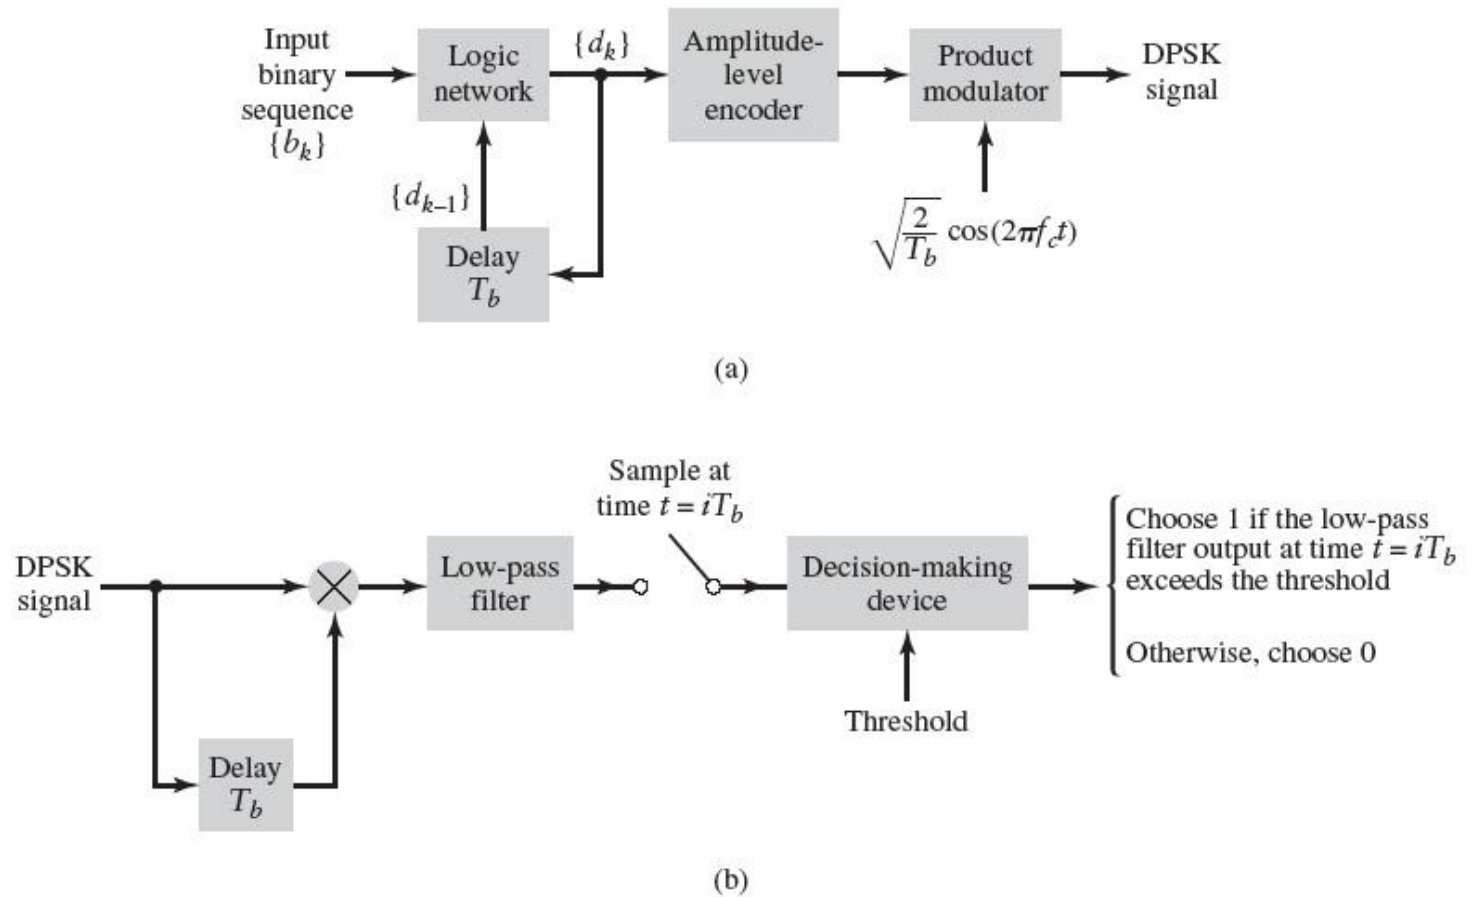 Input
binary
sequence
{b_k}
Logic
network
{d_k}
Amplitude-
level
encoder
Product
modulator
DPSK
signal
{d_{k–1}}
Delay
T_b
√(2/T_b) cos(2πf_ct)
(a)
Sample at
time t = iT_b
DPSK
signal
Low-pass
filter
Decision-making
device
Choose 1 if the low-pass
filter output at time t = iT_b
exceeds the threshold
Otherwise, choose 0
Threshold
Delay
T_b
(b)